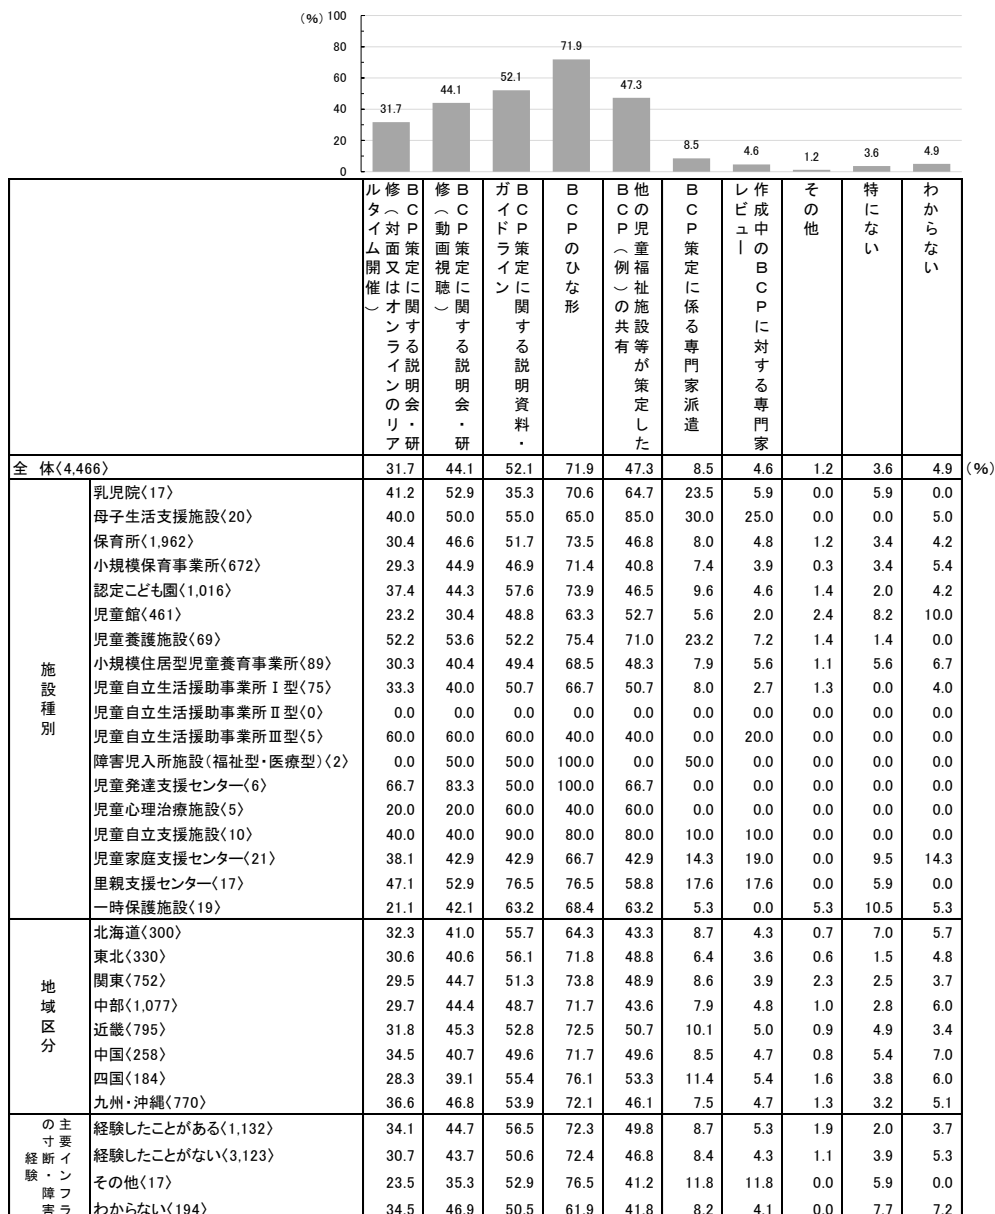 （％） 100
80
60
40
20
0
31.7
44.1
52.1
71.9
47.3
8.5
4.6
1.2
3.6
4.9
ＢＣＰ策定に関する説明会・研
修（対面又はオンラインのリア
ルタイム開催）
ＢＣＰ策定に関する説明会・研
修（動画視聴）
ＢＣＰ策定に関する説明資料・
ガイドライン
ＢＣＰのひな形
他の児童福祉施設等が策定した
ＢＣＰ（例）の共有
ＢＣＰ策定に係る専門家派遣
作成中のＢＣＰに対する専門家
レビュー
その他
特にない
わからない
全 体〈4,466〉 31.7 44.1 52.1 71.9 47.3 8.5 4.6 1.2 3.6 4.9 （％）
施設種別
乳児院〈17〉 41.2 52.9 35.3 70.6 64.7 23.5 5.9 0.0 5.9 0.0
母子生活支援施設〈20〉 40.0 50.0 55.0 65.0 85.0 30.0 25.0 0.0 0.0 5.0
保育所〈1,962〉 30.4 46.6 51.7 73.5 46.8 8.0 4.8 1.2 3.4 4.2
小規模保育事業所〈672〉 29.3 44.9 46.9 71.4 40.8 7.4 3.9 0.3 3.4 5.4
認定こども園〈1,016〉 37.4 44.3 57.6 73.9 46.5 9.6 4.6 1.4 2.0 4.2
児童館〈461〉 23.2 30.4 48.8 63.3 52.7 5.6 2.0 2.4 8.2 10.0
児童養護施設〈69〉 52.2 53.6 52.2 75.4 71.0 23.2 7.2 1.4 1.4 0.0
小規模住居型児童養育事業所〈89〉 30.3 40.4 49.4 68.5 48.3 7.9 5.6 1.1 5.6 6.7
児童自立生活援助事業所Ⅰ型〈75〉 33.3 40.0 50.7 66.7 50.7 8.0 2.7 1.3 0.0 4.0
児童自立生活援助事業所Ⅱ型〈0〉 0.0 0.0 0.0 0.0 0.0 0.0 0.0 0.0 0.0 0.0
児童自立生活援助事業所Ⅲ型〈5〉 60.0 60.0 60.0 40.0 40.0 0.0 20.0 0.0 0.0 0.0
障害児入所施設（福祉型・医療型）〈2〉 0.0 50.0 50.0 100.0 0.0 50.0 0.0 0.0 0.0 0.0
児童発達支援センター〈6〉 66.7 83.3 50.0 100.0 66.7 0.0 0.0 0.0 0.0 0.0
児童心理治療施設〈5〉 20.0 20.0 60.0 40.0 60.0 0.0 0.0 0.0 0.0 0.0
児童自立支援施設〈10〉 40.0 40.0 90.0 80.0 80.0 10.0 10.0 0.0 0.0 0.0
児童家庭支援センター〈21〉 38.1 42.9 42.9 66.7 42.9 14.3 19.0 0.0 9.5 14.3
里親支援センター〈17〉 47.1 52.9 76.5 76.5 58.8 17.6 17.6 0.0 5.9 0.0
一時保護施設〈19〉 21.1 42.1 63.2 68.4 63.2 5.3 0.0 5.3 10.5 5.3
地域区分
北海道〈300〉 32.3 41.0 55.7 64.3 43.3 8.7 4.3 0.7 7.0 5.7
東北〈330〉 30.6 40.6 56.1 71.8 48.8 6.4 3.6 0.6 1.5 4.8
関東〈752〉 29.5 44.7 51.3 73.8 48.9 8.6 3.9 2.3 2.5 3.7
中部〈1,077〉 29.7 44.4 48.7 71.7 43.6 7.9 4.8 1.0 2.8 6.0
近畿〈795〉 31.8 45.3 52.8 72.5 50.7 10.1 5.0 0.9 4.9 3.4
中国〈258〉 34.5 40.7 49.6 71.7 49.6 8.5 4.7 0.8 5.4 7.0
四国〈184〉 28.3 39.1 55.4 76.1 53.3 11.4 5.4 1.6 3.8 6.0
九州・沖縄〈770〉 36.6 46.8 53.9 72.1 46.1 7.5 4.7 1.3 3.2 5.1
主要インフラ
の寸断・障害
経験
経験したことがある〈1,132〉 34.1 44.7 56.5 72.3 49.8 8.7 5.3 1.9 2.0 3.7
経験したことがない〈3,123〉 30.7 43.7 50.6 72.4 46.8 8.4 4.3 1.1 3.9 5.3
その他〈17〉 23.5 35.3 52.9 76.5 41.2 11.8 11.8 0.0 5.9 0.0
わからない〈194〉 34.5 46.9 50.5 61.9 41.8 8.2 4.1 0.0 7.7 7.2